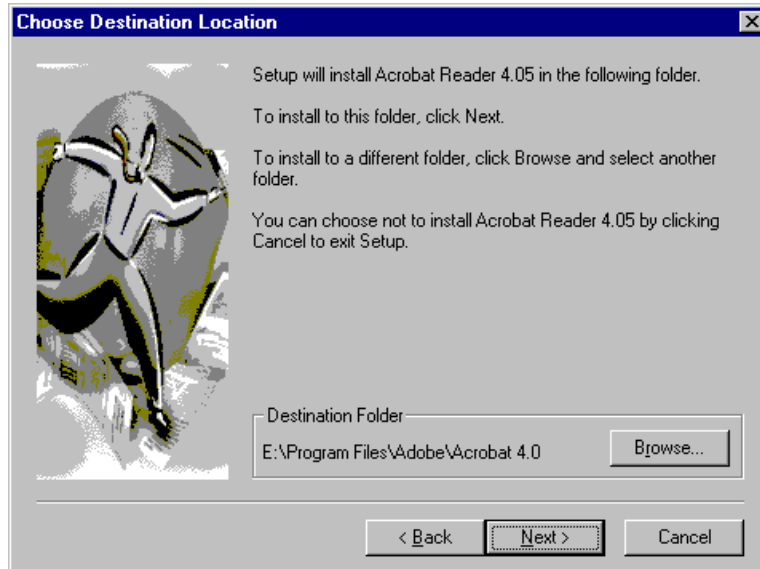 Choose Destination Location
Setup will install Acrobat Reader 4.05 in the following folder.
To install to this folder, click Next.
To install to a different folder, click Browse and select another
folder.
You can choose not to install Acrobat Reader 4.05 by clicking
Cancel to exit Setup.
Destination Folder
E:\Program Files\Adobe\Acrobat 4.0
Browse...
< Back
Next >
Cancel